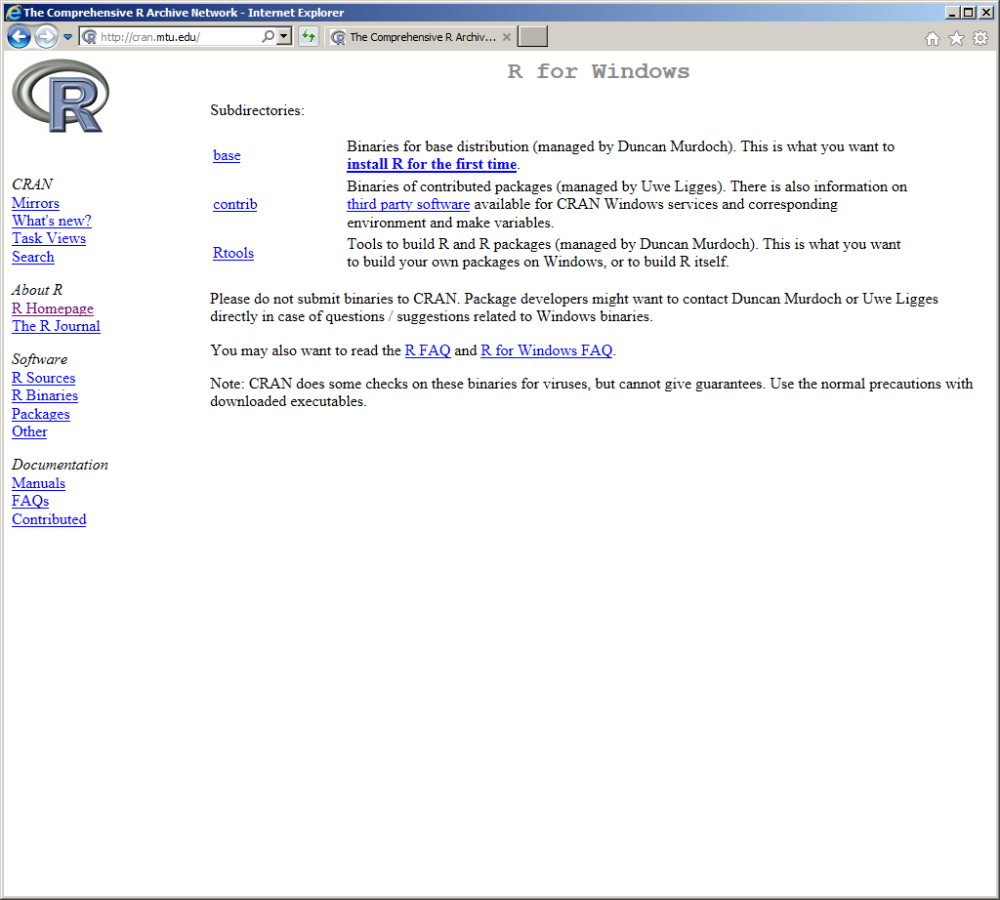 The Comprehensive R Archive Network - Internet Explorer
http://cran.mtu.edu/
The Comprehensive R Archiv...
R
CRAN
Mirrors
What's new?
Task Views
Search
About R
R Homepage
The R Journal
Software
R Sources
R Binaries
Packages
Other
Documentation
Manuals
FAQs
Contributed
R for Windows
Subdirectories:
base
Binaries for base distribution (managed by Duncan Murdoch). This is what you want to
install R for the first time.
contrib
Binaries of contributed packages (managed by Uwe Ligges). There is also information on
third party software available for CRAN Windows services and corresponding
environment and make variables.
Rtools
Tools to build R and R packages (managed by Duncan Murdoch). This is what you want
to build your own packages on Windows, or to build R itself.
Please do not submit binaries to CRAN. Package developers might want to contact Duncan Murdoch or Uwe Ligges
directly in case of questions / suggestions related to Windows binaries.
You may also want to read the R FAQ and R for Windows FAQ.
Note: CRAN does some checks on these binaries for viruses, but cannot give guarantees. Use the normal precautions with
downloaded executables.